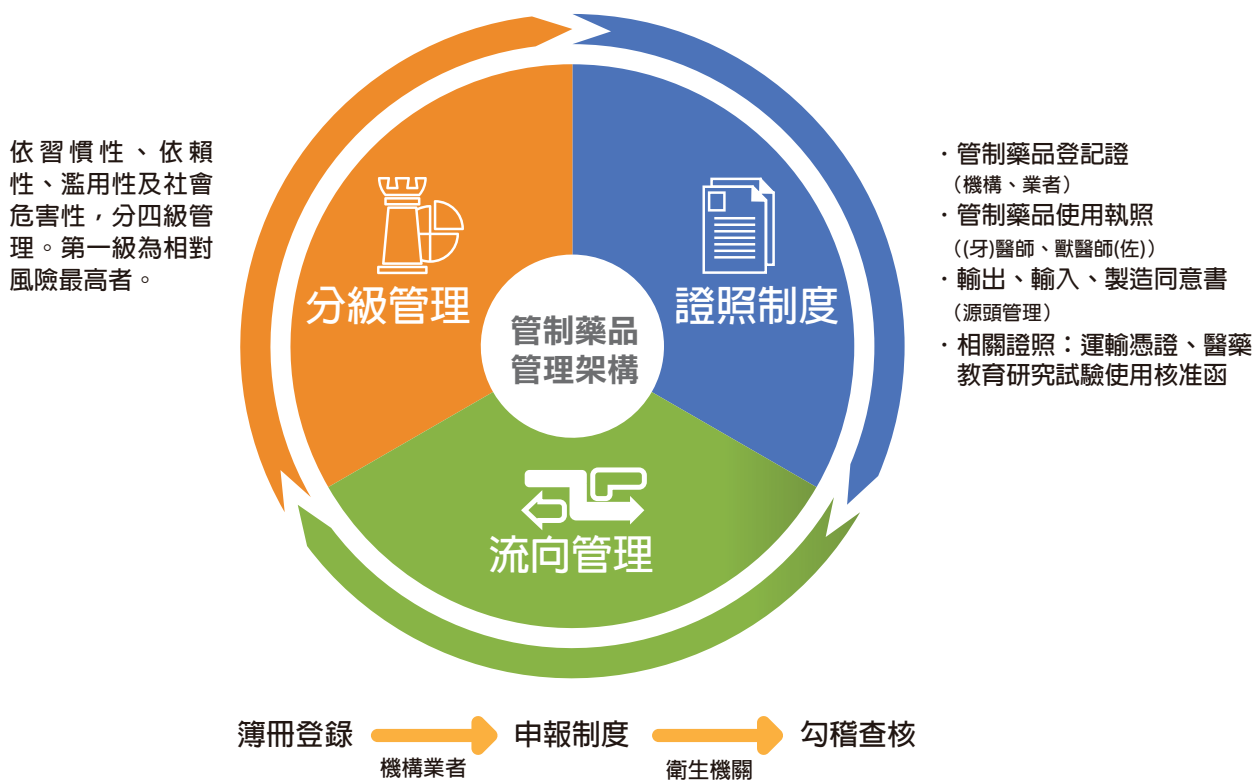 依習慣性、依賴
性、濫用性及社會
危害性，分四級管
理。第一級為相對
風險最高者。
分級管理
證照制度
管制藥品
管理架構
流向管理
・管制藥品登記證
（機構、業者）
・管制藥品使用執照
（(牙)醫師、獸醫師(佐)）
・輸出、輸入、製造同意書
（源頭管理）
・相關證照：運輸憑證、醫藥
教育研究試驗使用核准函
簿冊登錄
機構業者
申報制度
衛生機關
勾稽查核